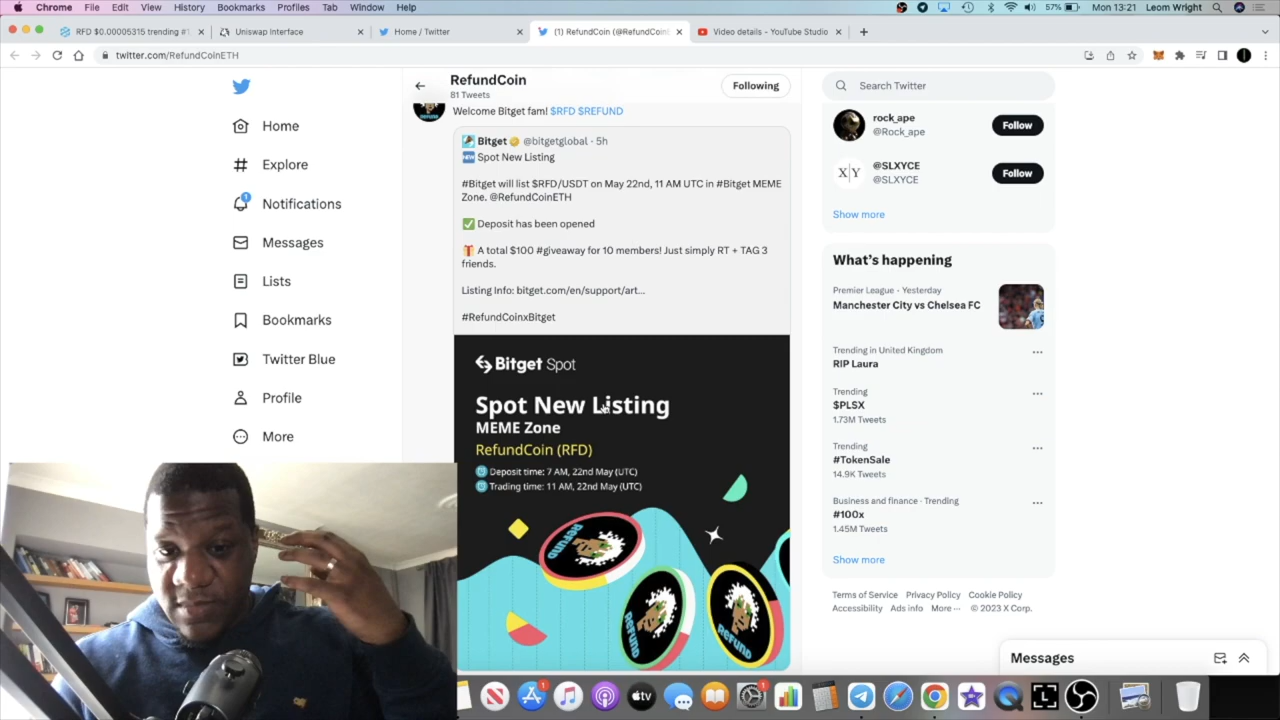 Chrome File Edit View History Bookmarks Profiles Tab Window Help 57% Mon 13:21 Leom Wright
RFD $0.00005315 trending #1 Uniswap Interface Home / Twitter (1) RefundCoin (@RefundCoin Video details - YouTube Studio
twitter.com/RefundCoinETH
RefundCoin
81 Tweets
Following
Search Twitter
Welcome Bitget fam! $RFD $REFUND
Home
Explore
Notifications
1
Messages
Lists
Bookmarks
Twitter Blue
Profile
More
Bitget @bitgetglobal · 5h
NEW Spot New Listing
#Bitget will list $RFD/USDT on May 22nd, 11 AM UTC in #Bitget MEME
Zone. @RefundCoinETH
Deposit has been opened
A total $100 #giveaway for 10 members! Just simply RT + TAG 3
friends.
Listing Info: bitget.com/en/support/art...
#RefundCoinxBitget
Bitget Spot
Spot New Listing
MEME Zone
RefundCoin (RFD)
Deposit time: 7 AM, 22nd May (UTC)
Trading time: 11 AM, 22nd May (UTC)
REFUND
REFUND
REFUND
rock_ape
@Rock_ape
Follow
X|Y
@SLXYCE
@SLXYCE
Follow
Show more
What's happening
Premier League · Yesterday
Manchester City vs Chelsea FC
Trending in United Kingdom
RIP Laura
Trending
$PLSX
1.73M Tweets
Trending
#TokenSale
14.9K Tweets
Business and finance · Trending
#100x
1.45M Tweets
Show more
Terms of Service Privacy Policy Cookie Policy
Accessibility Ads info More ··· © 2023 X Corp.
Messages
1
tv
1